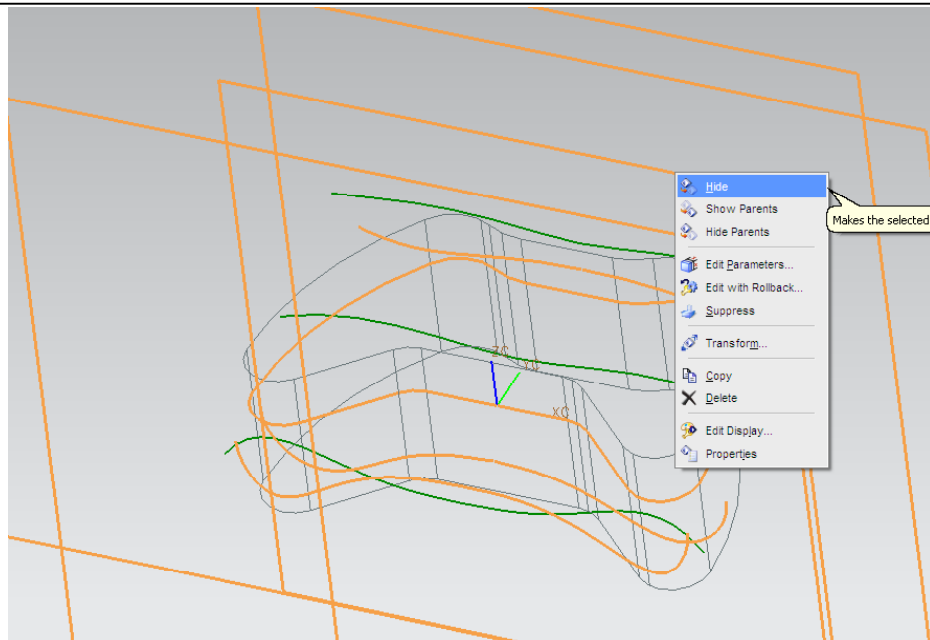 Hide
Show Parents
Makes the selected
Hide Parents
Edit Parameters...
Edit with Rollback...
Suppress
Transform...
ZC
YC
Copy
XC
Delete
Edit Display...
Properties